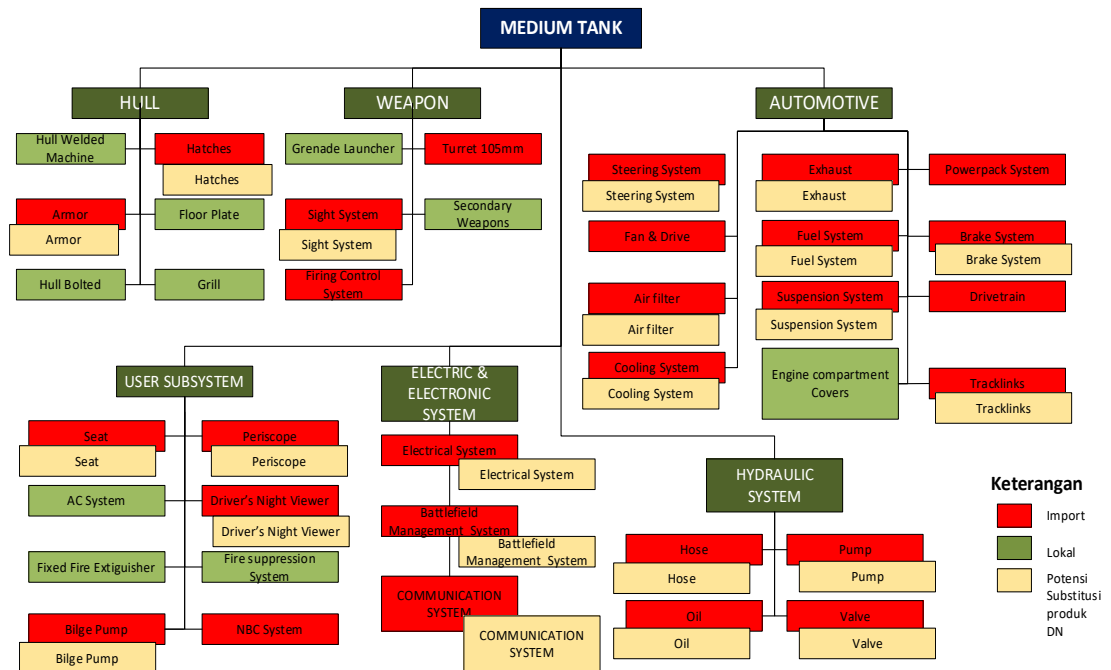 MEDIUM TANK
HULL
Hull Welded
Machine
Hatches
Hatches
Armor
Armor
Floor Plate
Hull Bolted
Grill
WEAPON
Grenade Launcher
Turret 105mm
Sight System
Sight System
Secondary
Weapons
Firing Control
System
AUTOMOTIVE
Steering System
Steering System
Exhaust
Exhaust
Powerpack System
Fan & Drive
Fuel System
Fuel System
Brake System
Brake System
Air filter
Air filter
Suspension System
Suspension System
Drivetrain
Cooling System
Cooling System
Engine compartment
Covers
Tracklinks
Tracklinks
USER SUBSYSTEM
Seat
Seat
Periscope
Periscope
AC System
Driver's Night Viewer
Driver's Night Viewer
Fixed Fire Extiguisher
Fire suppression
System
Bilge Pump
Bilge Pump
NBC System
ELECTRIC &
ELECTRONIC
SYSTEM
Electrical System
Electrical System
Battlefield
Management System
Battlefield
Management System
COMMUNICATION
SYSTEM
COMMUNICATION
SYSTEM
HYDRAULIC
SYSTEM
Hose
Hose
Pump
Pump
Oil
Oil
Valve
Valve
Keterangan
Import
Lokal
Potensi
Substitusi
produk
DN